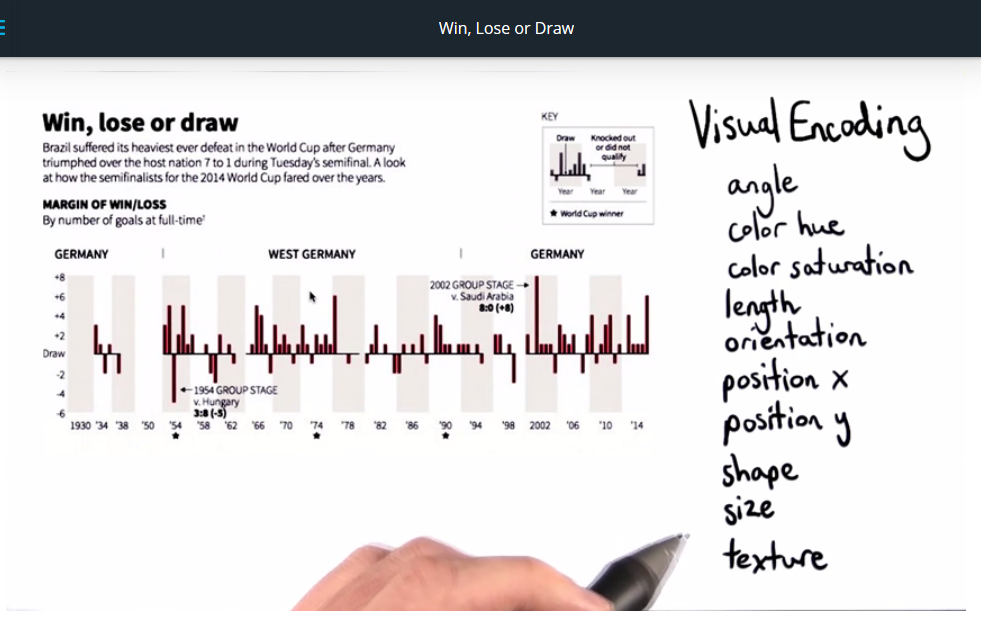 Win, Lose or Draw
Win, lose or draw
Brazil suffered its heaviest ever defeat in the World Cup after Germany
triumphed over the host nation 7 to 1 during Tuesday's semifinal. A look
at how the semifinalists for the 2014 World Cup fared over the years.
MARGIN OF WIN/LOSS
By number of goals at full-time†
KEY
Draw
Knocked out
or did not
qualify
Year Year Year
★ World Cup winner
GERMANY WEST GERMANY GERMANY
+8
+6
+4
+2
Draw
-2
-4
-6
2002 GROUP STAGE
v. Saudi Arabia
8:0 (+8)
1954 GROUP STAGE
v. Hungary
3:8 (-5)
1930 '34 '38 '50 '54 '58 '62 '66 '70 '74 '78 '82 '86 '90 '94 '98 2002 '06 '10 '14
Visual Encoding
angle
color hue
color saturation
length
orientation
position x
position y
shape
size
texture